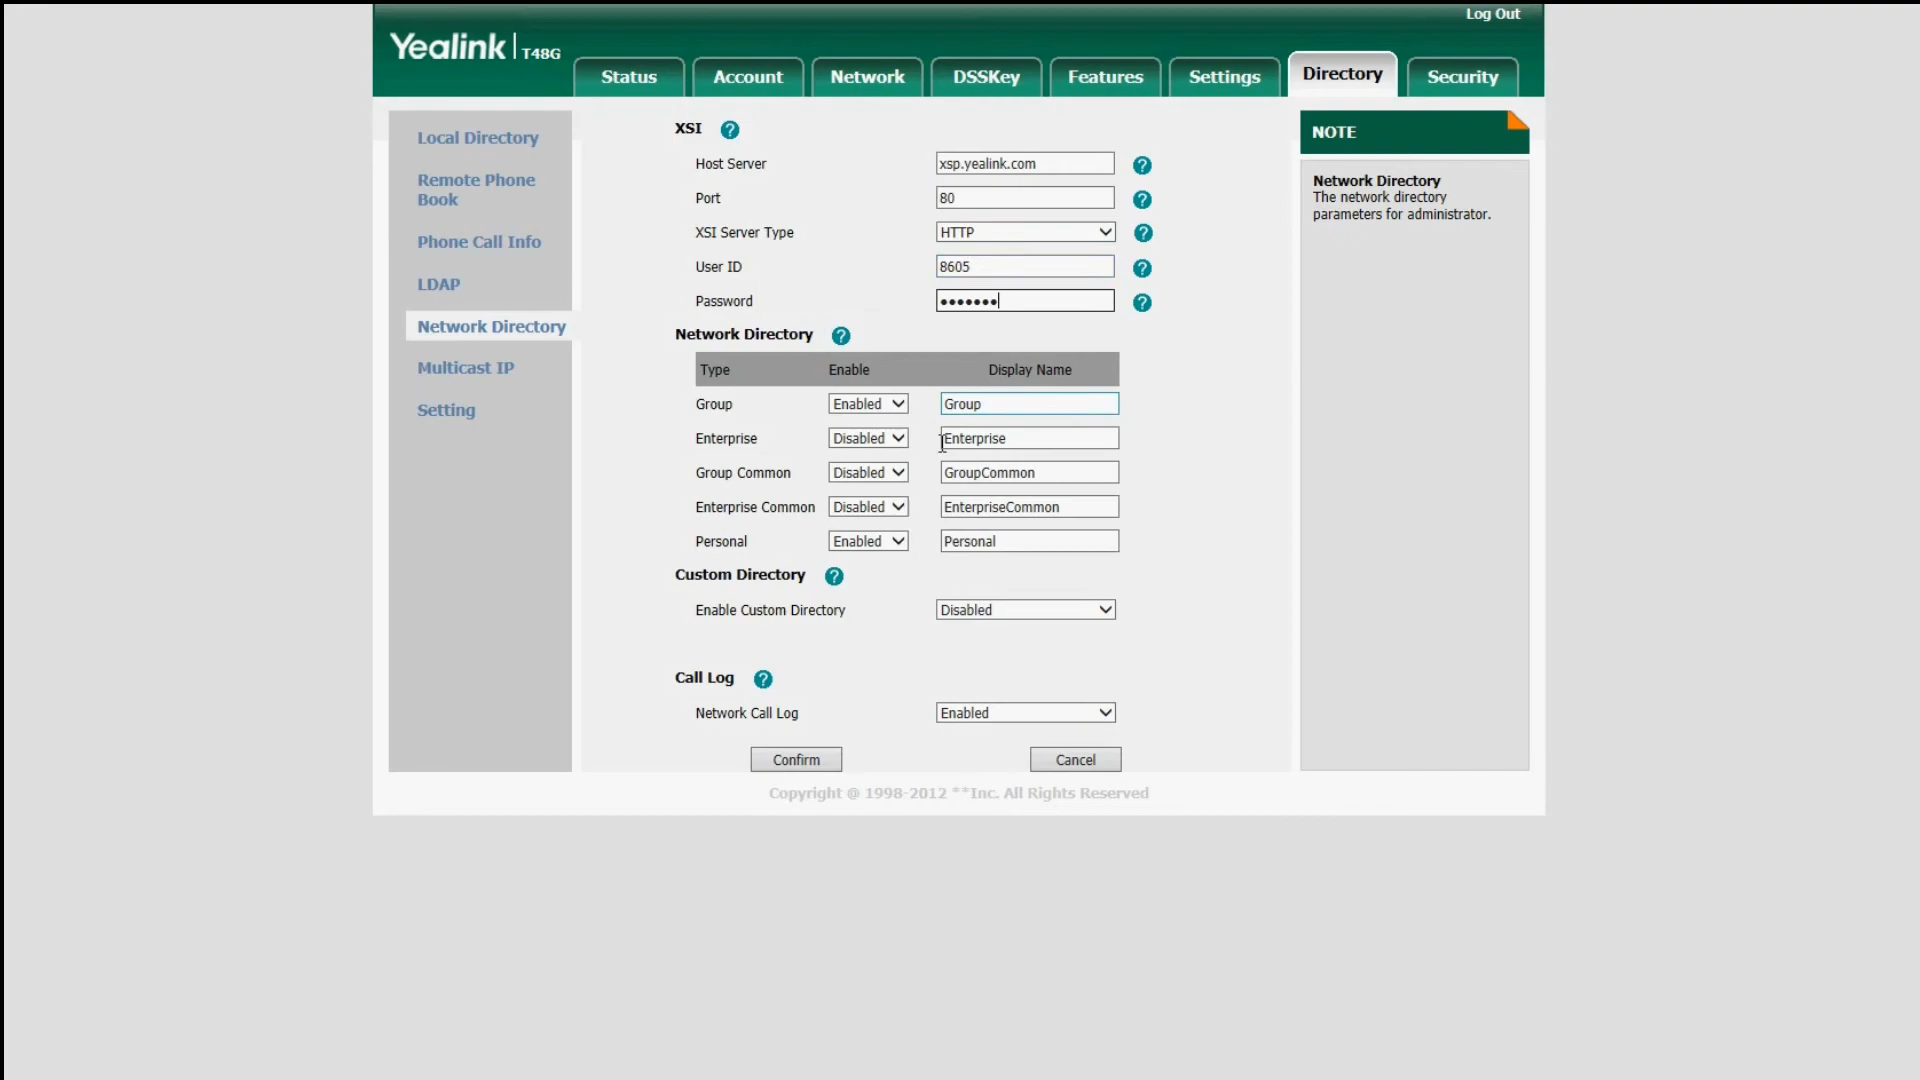 Log Out
Yealink T48G
Status Account Network DSSKey Features Settings Directory Security
Local Directory
Remote Phone
Book
Phone Call Info
LDAP
Network Directory
Multicast IP
Setting
XSI ?
Host Server xsp.yealink.com ?
Port 80 ?
XSI Server Type HTTP ?
User ID 8605 ?
Password ••••••• ?
Network Directory ?
Type Enable Display Name
Group Enabled Group
Enterprise Disabled Enterprise
Group Common Disabled GroupCommon
Enterprise Common Disabled EnterpriseCommon
Personal Enabled Personal
Custom Directory ?
Enable Custom Directory Disabled
Call Log ?
Network Call Log Enabled
Confirm Cancel
NOTE
Network Directory
The network directory
parameters for administrator.
Copyright @ 1998-2012 **Inc. All Rights Reserved